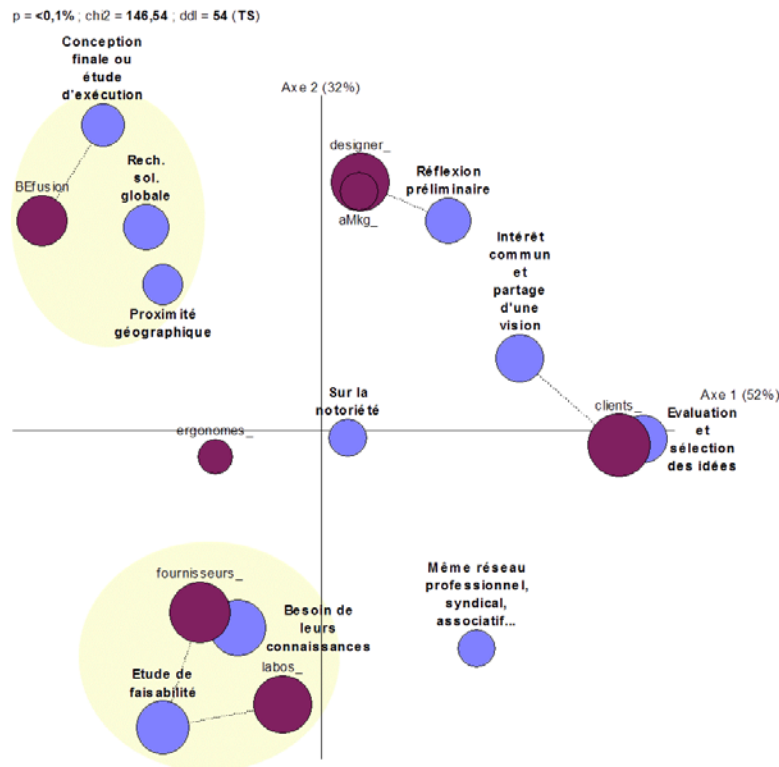 p = <0,1% ; chi2 = 146,54 ; ddl = 54 (TS)
Conception
finale ou
étude
d'exécution
Axe 2 (32%)
BEfusion
Rech.
sol.
globale
Proximité
géographique
designer_
aMkg_
Réflexion
préliminaire
Intérêt
commun
et
partage
d'une
vision
Axe 1 (52%)
clients_
Evaluation
et
sélection
des idées
Sur la
notoriété
ergonomes_
fournisseurs_
Besoin de
leurs
connaissances
labos_
Etude de
faisabilité
Même réseau
professionnel,
syndical,
associatif...